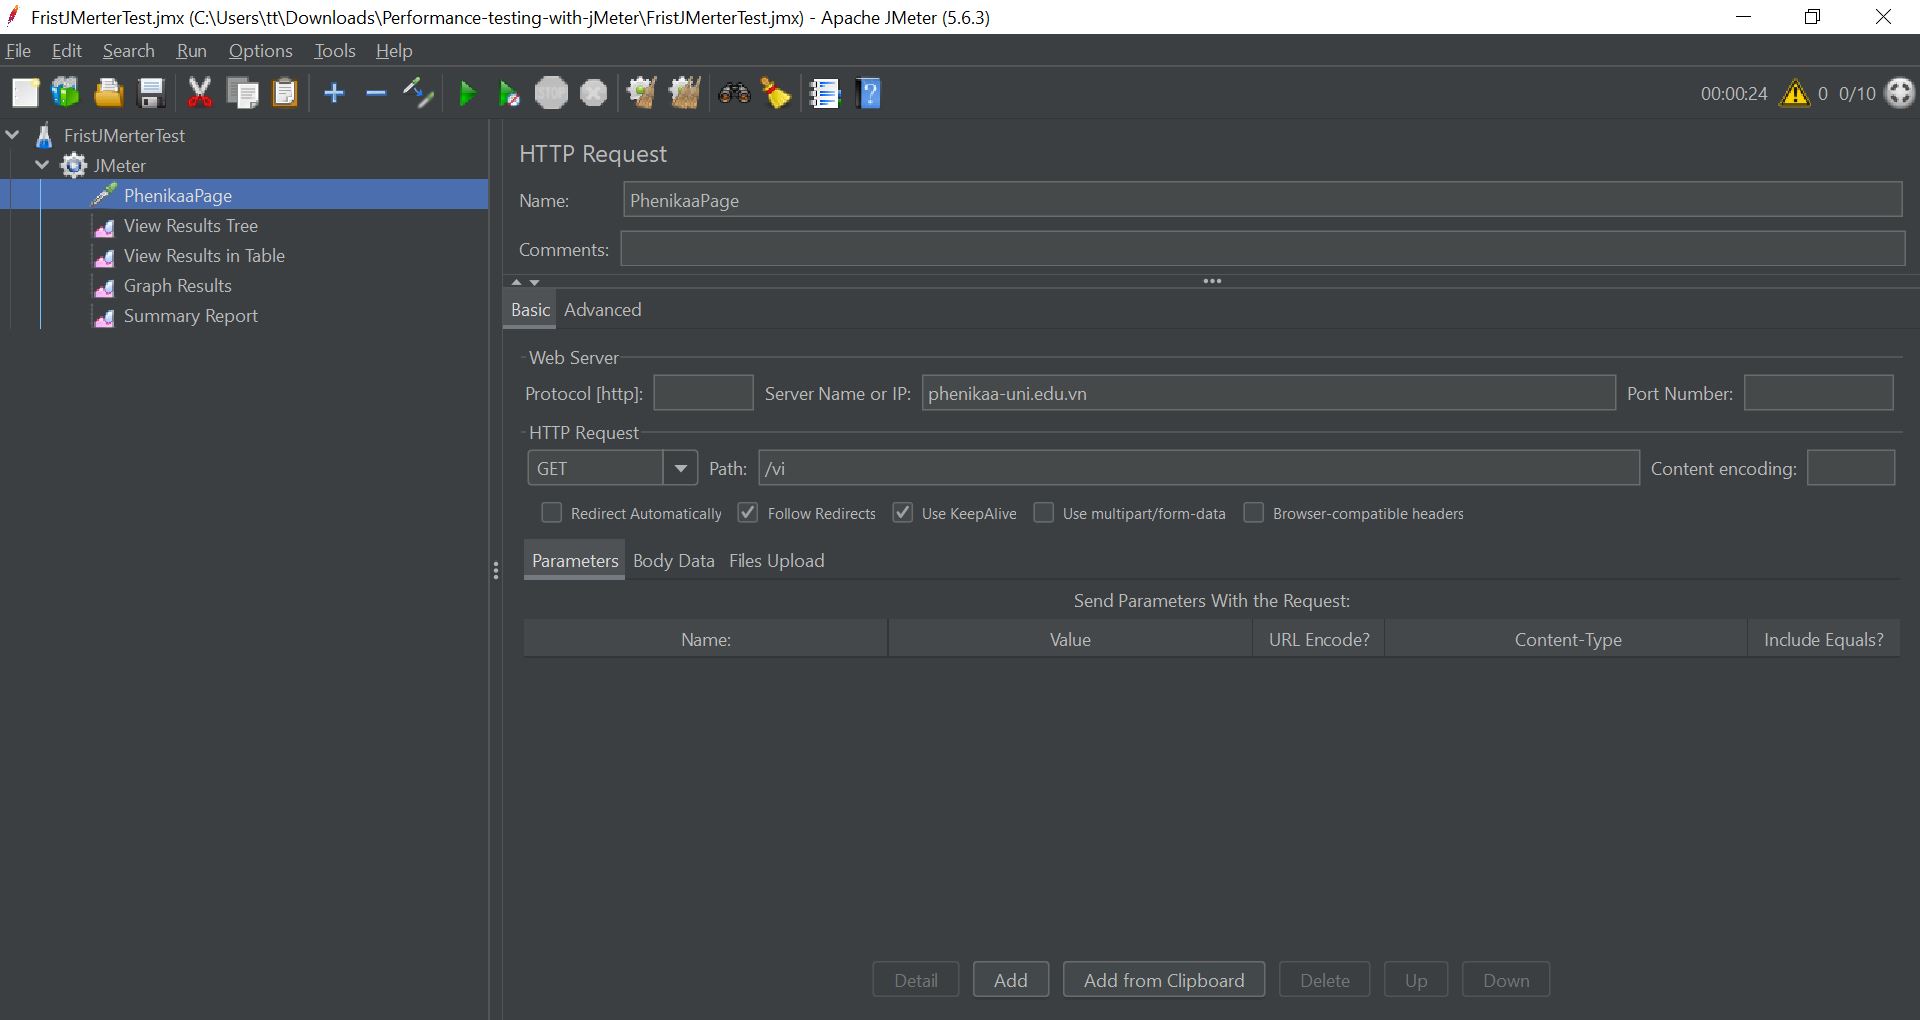 FristJMerterTest.jmx (C:\Users\tt\Downloads\Performance-testing-with-jMeter\FristJMerterTest.jmx) - Apache JMeter (5.6.3)
File Edit Search Run Options Tools Help
STOP 00:00:24 0 0/10
FristJMerterTest
JMeter
PhenikaaPage
View Results Tree
View Results in Table
Graph Results
Summary Report
HTTP Request
Name: PhenikaaPage
Comments:
Basic Advanced
Web Server
Protocol [http]: Server Name or IP: phenikaa-uni.edu.vn Port Number:
HTTP Request
GET Path: /vi Content encoding:
Redirect Automatically Follow Redirects Use KeepAlive Use multipart/form-data Browser-compatible headers
Parameters Body Data Files Upload
Send Parameters With the Request:
Name: Value URL Encode? Content-Type Include Equals?
Detail Add Add from Clipboard Delete Up Down